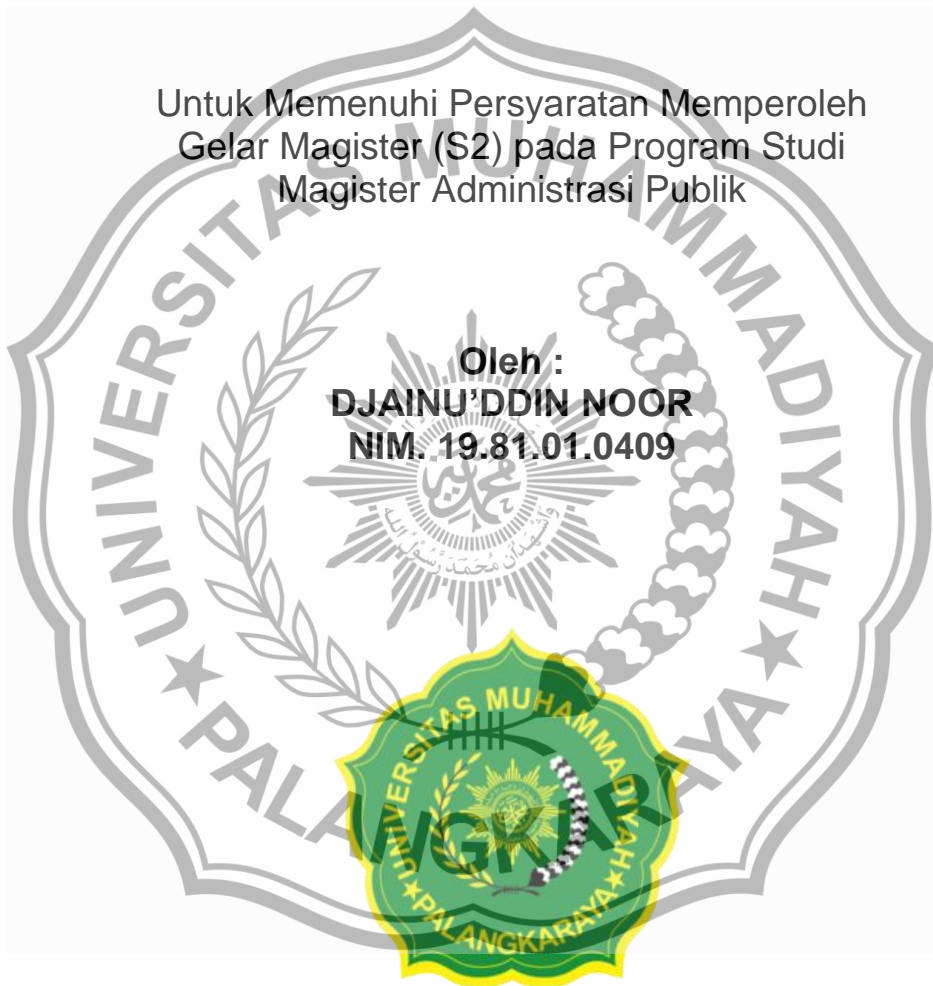 Untuk Memenuhi Persyaratan Memperoleh
Gelar Magister (S2) pada Program Studi
Magister Administrasi Publik
Oleh :
DJAINU’DDIN NOOR
NIM. 19.81.01.0409
UNIVERSITAS MUHAMMADIYAH
PALANGKARAYA
UNIVERSITAS MUHAMMADIYAH
PALANGKARAYA